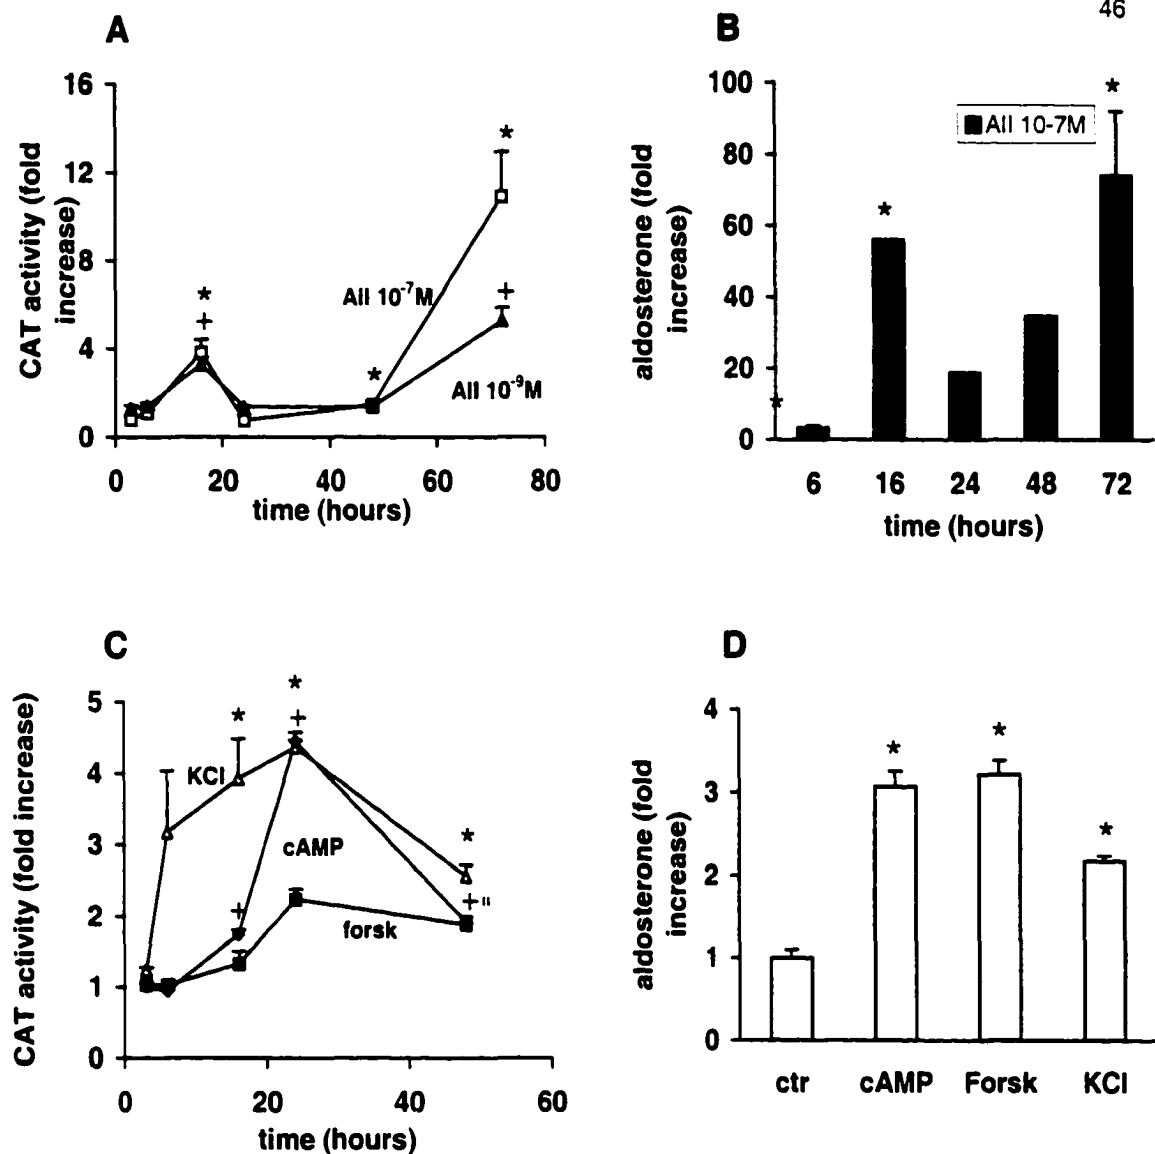 46
A
16
12
8
4
0
CAT activity (fold
increase)
*
+
*
*
+
AII 10⁻⁷M
AII 10⁻⁹M
0 20 40 60 80
time (hours)
B
100
80
60
40
20
0
aldosterone (fold
increase)
AII 10-7M
*
*
*
6 16 24 48 72
time (hours)
C
5
4
3
2
1
0
CAT activity (fold increase)
*
+
*
+
*
+"
KCl
cAMP
forsk
0 20 40 60
time (hours)
D
4
3
2
1
0
aldosterone (fold
increase)
*
*
*
ctr cAMP Forsk KCl